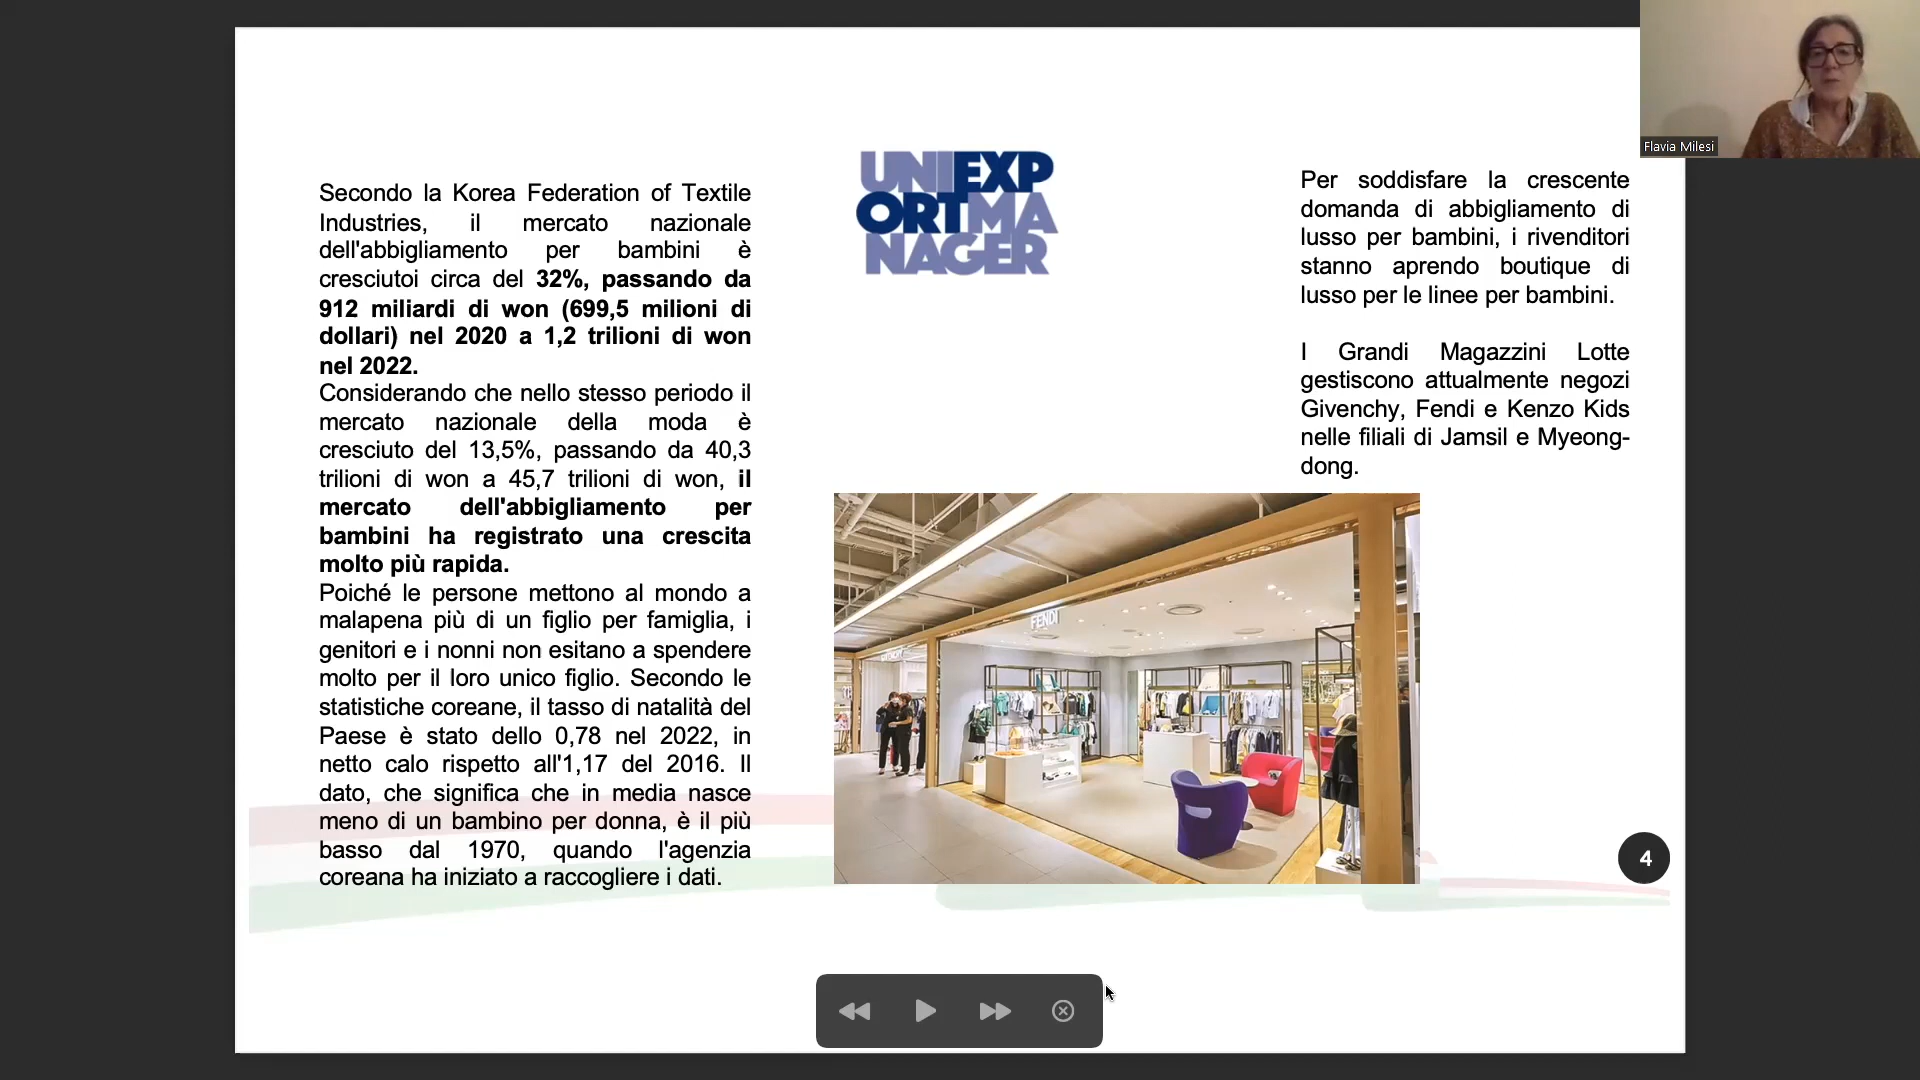 Secondo la Korea Federation of Textile
Industries, il mercato nazionale
dell'abbigliamento per bambini è
cresciutoi circa del 32%, passando da
912 miliardi di won (699,5 milioni di
dollari) nel 2020 a 1,2 trilioni di won
nel 2022.
Considerando che nello stesso periodo il
mercato nazionale della moda è
cresciuto del 13,5%, passando da 40,3
trilioni di won a 45,7 trilioni di won, il
mercato dell'abbigliamento per
bambini ha registrato una crescita
molto più rapida.
Poiché le persone mettono al mondo a
malapena più di un figlio per famiglia, i
genitori e i nonni non esitano a spendere
molto per il loro unico figlio. Secondo le
statistiche coreane, il tasso di natalità del
Paese è stato dello 0,78 nel 2022, in
netto calo rispetto all'1,17 del 2016. Il
dato, che significa che in media nasce
meno di un bambino per donna, è il più
basso dal 1970, quando l'agenzia
coreana ha iniziato a raccogliere i dati.
UNIEXP
ORTMA
NAGER
FENDI
Per soddisfare la crescente
domanda di abbigliamento di
lusso per bambini, i rivenditori
stanno aprendo boutique di
lusso per le linee per bambini.
I Grandi Magazzini Lotte
gestiscono attualmente negozi
Givenchy, Fendi e Kenzo Kids
nelle filiali di Jamsil e Myeong-
dong.
4
Flavia Milesi